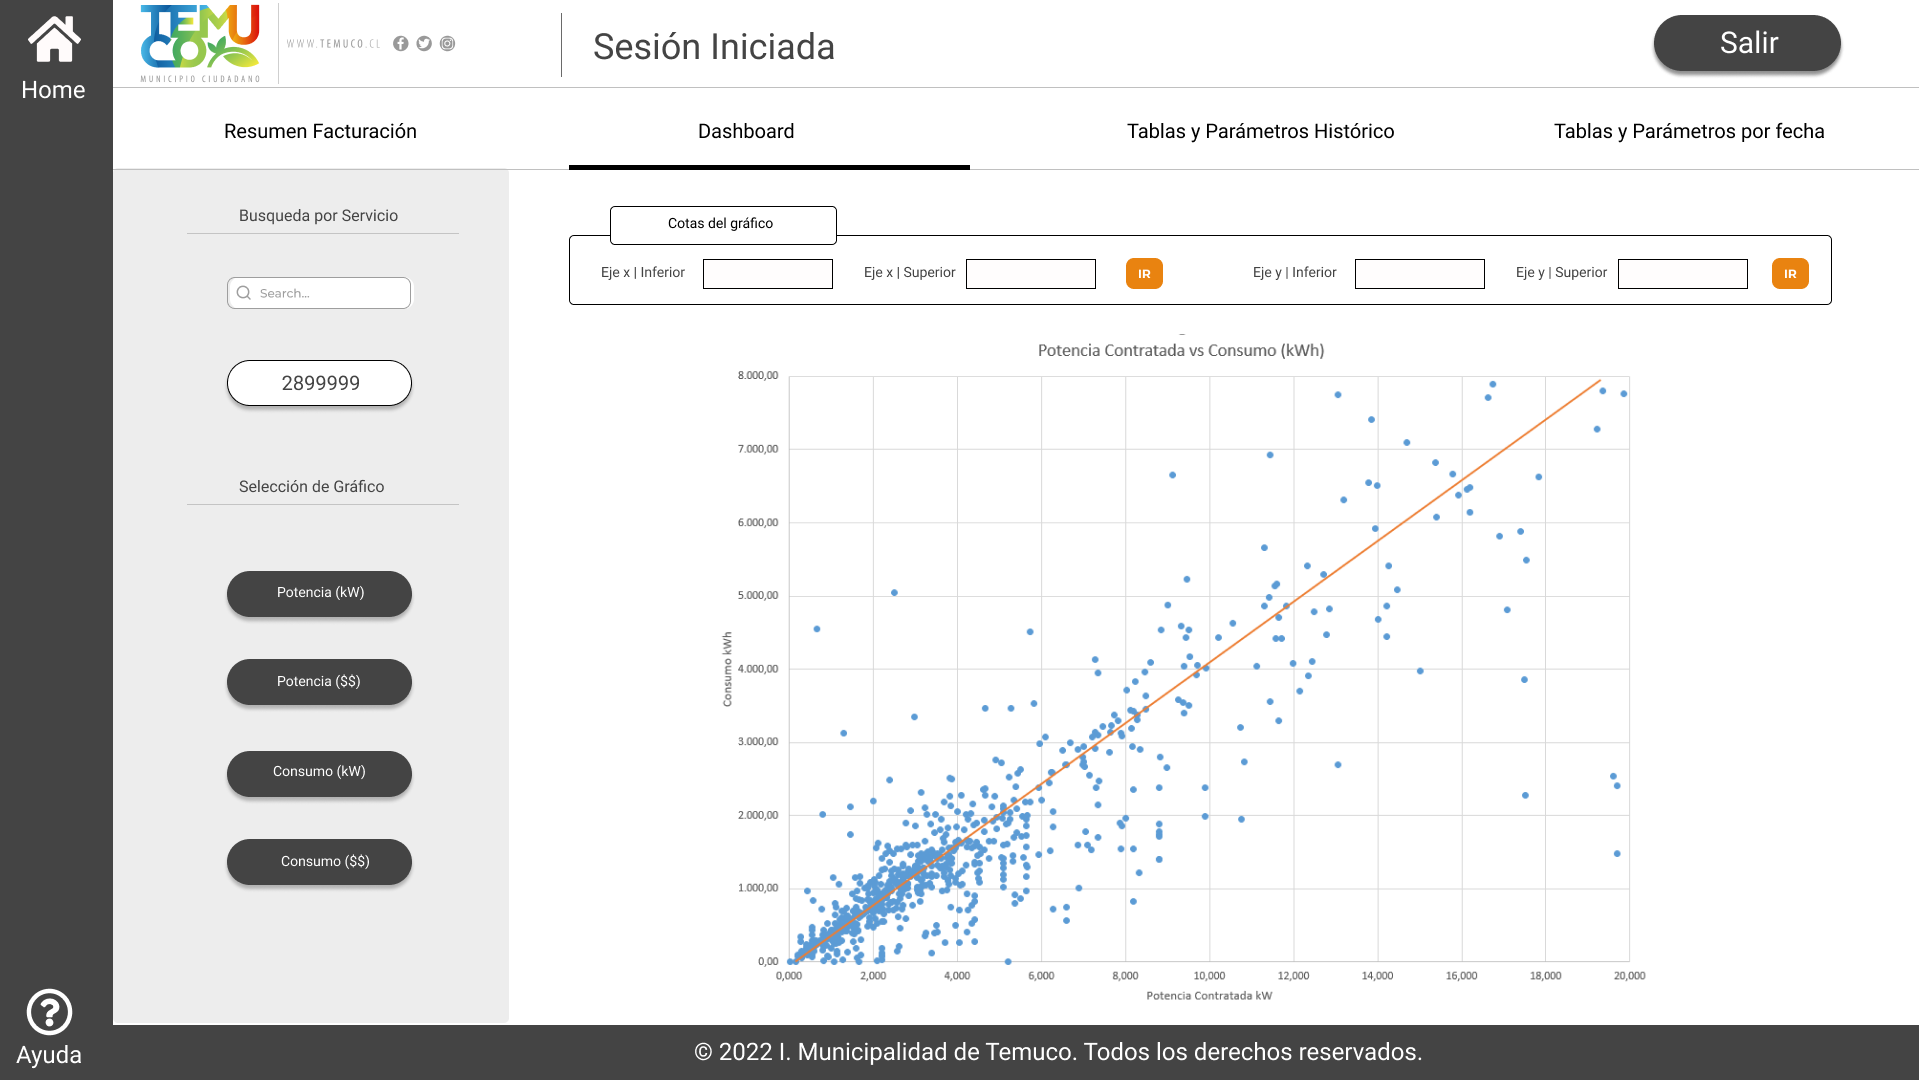 Home
TEMUCO
MUNICIPIO CIUDADANO
WWW.TEMUCO.CL
Sesión Iniciada
Salir
Resumen Facturación
Dashboard
Tablas y Parámetros Histórico
Tablas y Parámetros por fecha
Busqueda por Servicio
Search...
2899999
Selección de Gráfico
Potencia (kW)
Potencia ($$)
Consumo (kW)
Consumo ($$)
Cotas del gráfico
Eje x | Inferior
Eje x | Superior
IR
Eje y | Inferior
Eje y | Superior
IR
Potencia Contratada vs Consumo (kWh)
8.000,00
7.000,00
6.000,00
5.000,00
4.000,00
3.000,00
2.000,00
1.000,00
0,00
Consumo kWh
0,000 2,000 4,000 6,000 8,000 10,000 12,000 14,000 16,000 18,000 20,000
Potencia Contratada kW
Ayuda
© 2022 I. Municipalidad de Temuco. Todos los derechos reservados.